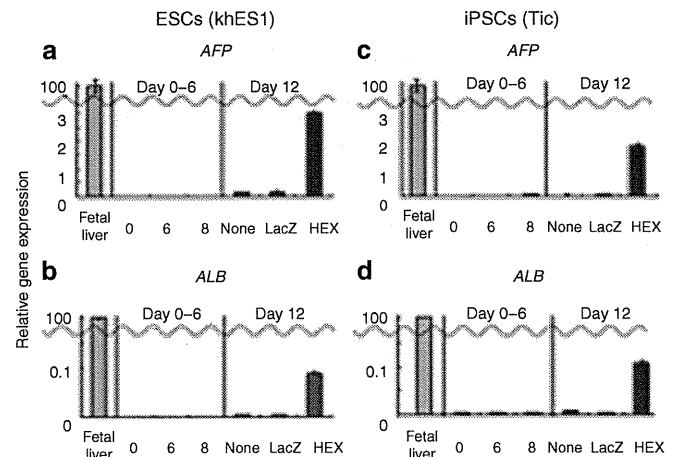 ESCs (khES1)
iPSCs (Tic)
a
AFP
100
3
2
1
0
Day 0–6
Day 12
Fetal liver
0
6
8
None
LacZ
HEX
c
AFP
100
3
2
1
0
Day 0–6
Day 12
Fetal liver
0
6
8
None
LacZ
HEX
Relative gene expression
b
ALB
100
0.1
0
Day 0–6
Day 12
Fetal liver
0
6
8
None
LacZ
HEX
d
ALB
100
0.1
0
Day 0–6
Day 12
Fetal liver
0
6
8
None
LacZ
HEX